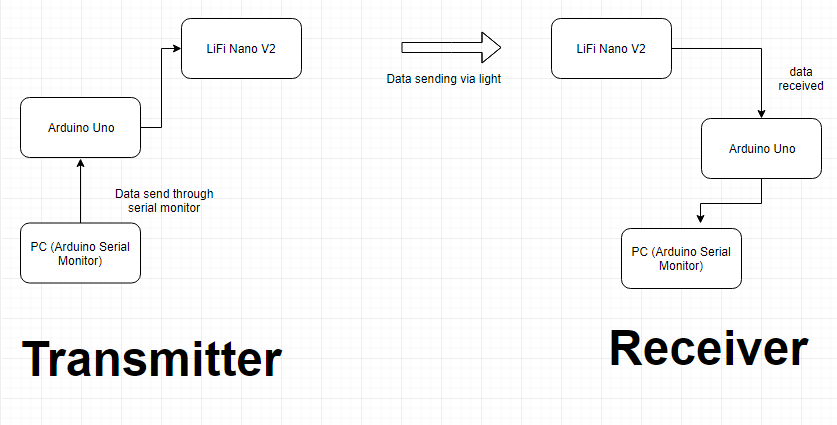 LiFi Nano V2
Arduino Uno
Data send through
serial monitor
PC (Arduino Serial
Monitor)
Transmitter
Data sending via light
LiFi Nano V2
data
received
Arduino Uno
PC (Arduino Serial
Monitor)
Receiver